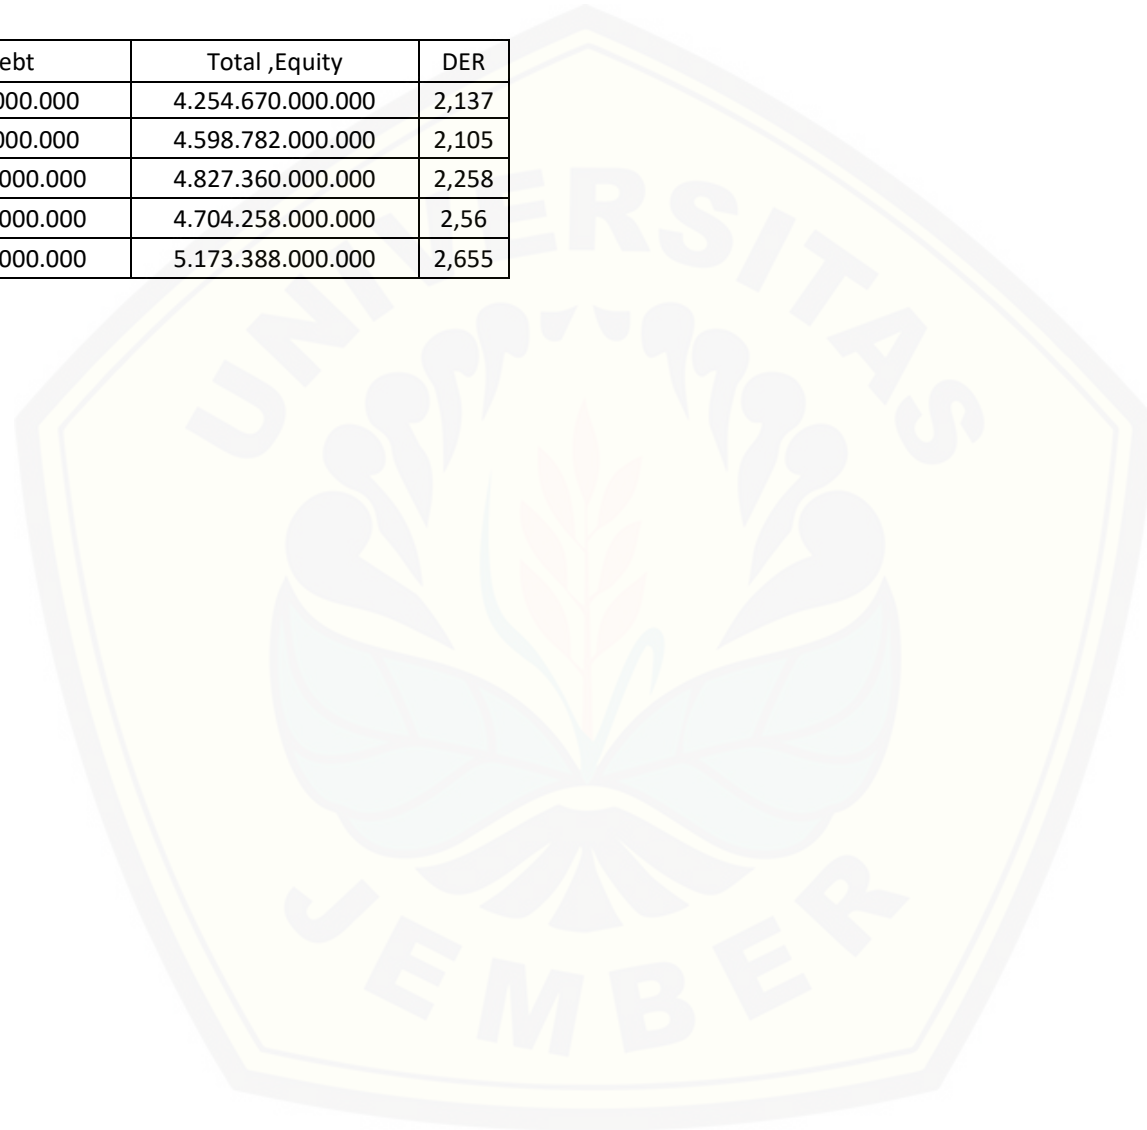 ebt Total ,Equity DER
000.000 4.254.670.000.000 2,137
000.000 4.598.782.000.000 2,105
000.000 4.827.360.000.000 2,258
000.000 4.704.258.000.000 2,56
000.000 5.173.388.000.000 2,655
UNIVERSITAS
JEMBER